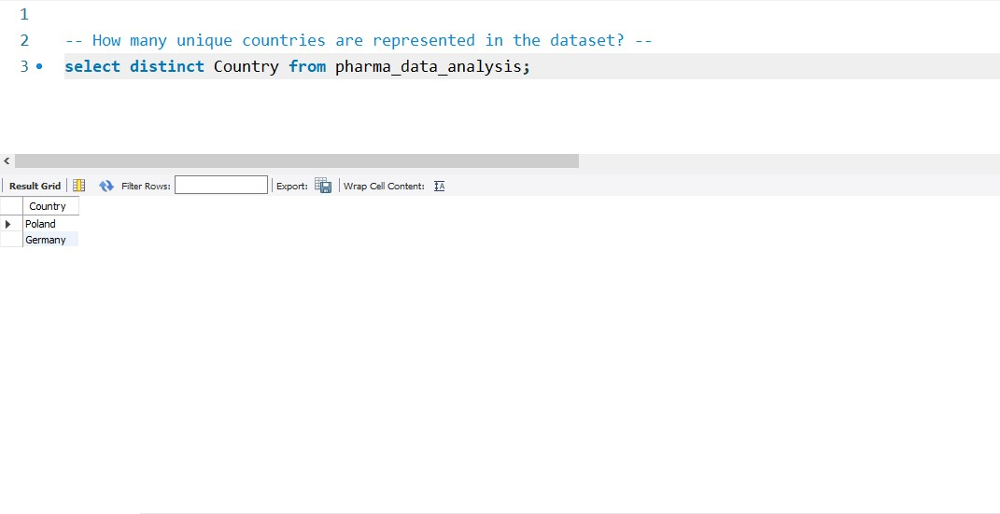 1
2 -- How many unique countries are represented in the dataset? --
3 select distinct Country from pharma_data_analysis;
Result Grid Filter Rows: Export: Wrap Cell Content:
Country
Poland
Germany